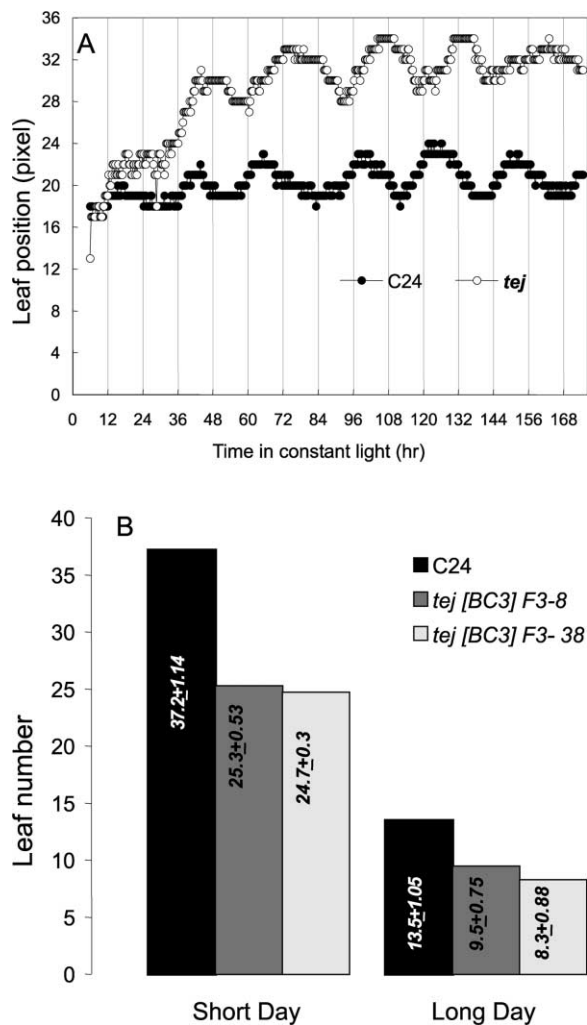 A
Leaf position (pixel)
36
32
28
24
20
16
12
8
4
0
C24
tej
0 12 24 36 48 60 72 84 96 108 120 132 144 156 168
Time in constant light (hr)
B
Leaf number
40
35
30
25
20
15
10
5
0
C24
tej [BC3] F3-8
tej [BC3] F3- 38
37.2±1.14
25.3±0.53
24.7±0.3
13.5±1.05
9.5±0.75
8.3±0.88
Short Day
Long Day